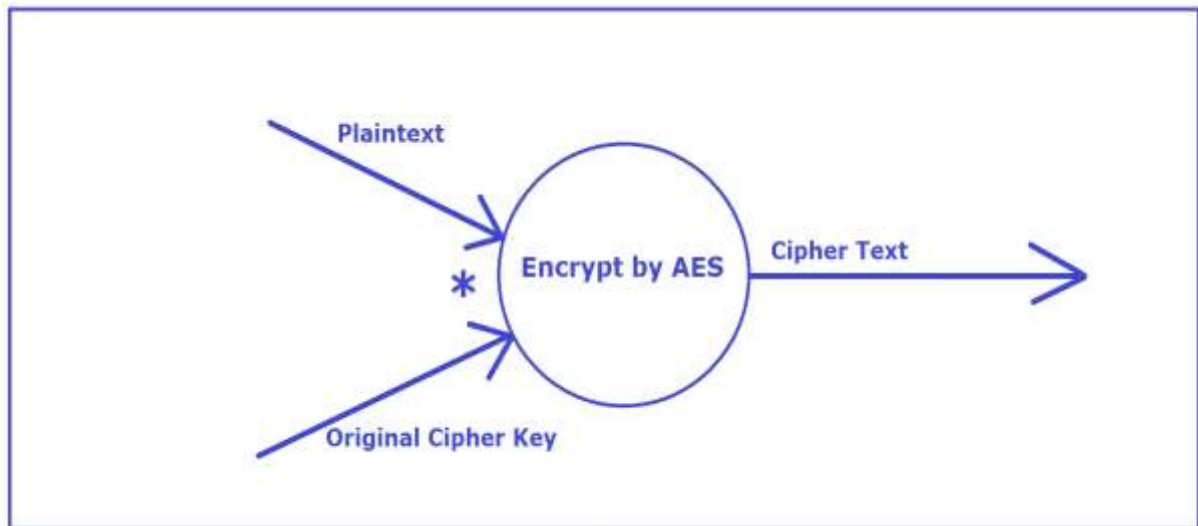 Plaintext
*
Encrypt by AES
Cipher Text
Original Cipher Key